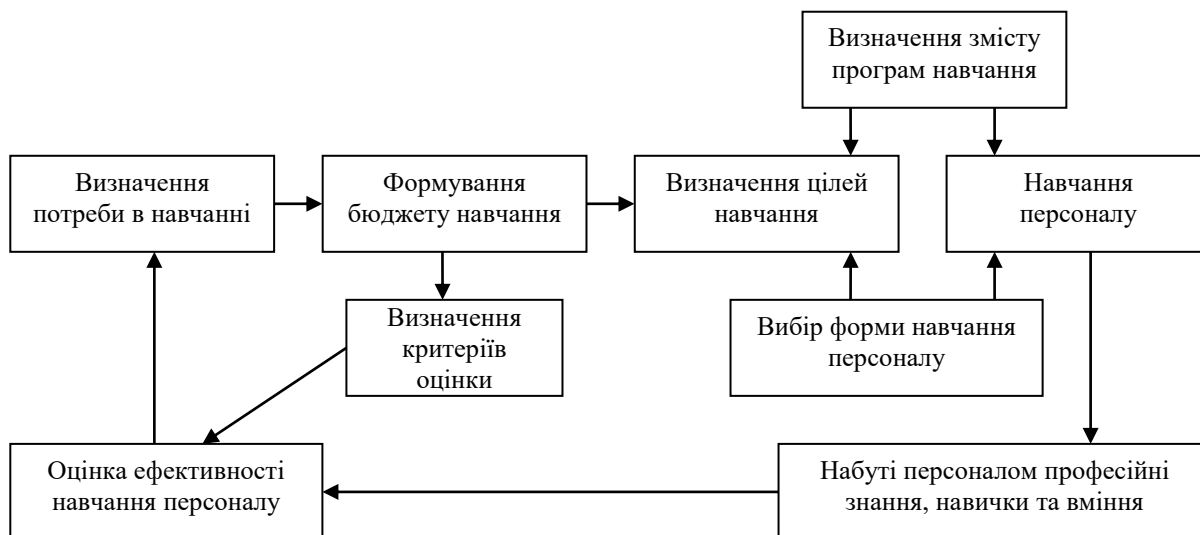 Визначення змісту
програм навчання
Визначення
потреби в навчанні
Формування
бюджету навчання
Визначення цілей
навчання
Навчання
персоналу
Визначення
критеріїв
оцінки
Вибір форми навчання
персоналу
Оцінка ефективності
навчання персоналу
Набуті персоналом професійні
знання, навички та вміння